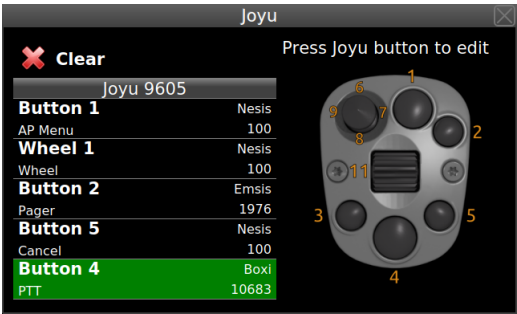 Joyu
Clear
Press Joyu button to edit
Joyu 9605
Button 1 Nesis
AP Menu 100
Wheel 1 Nesis
Wheel 100
Button 2 Emsis
Pager 1976
Button 5 Nesis
Cancel 100
Button 4 Boxi
PTT 10683
1
6
9 7
8
2
11
3 5
4